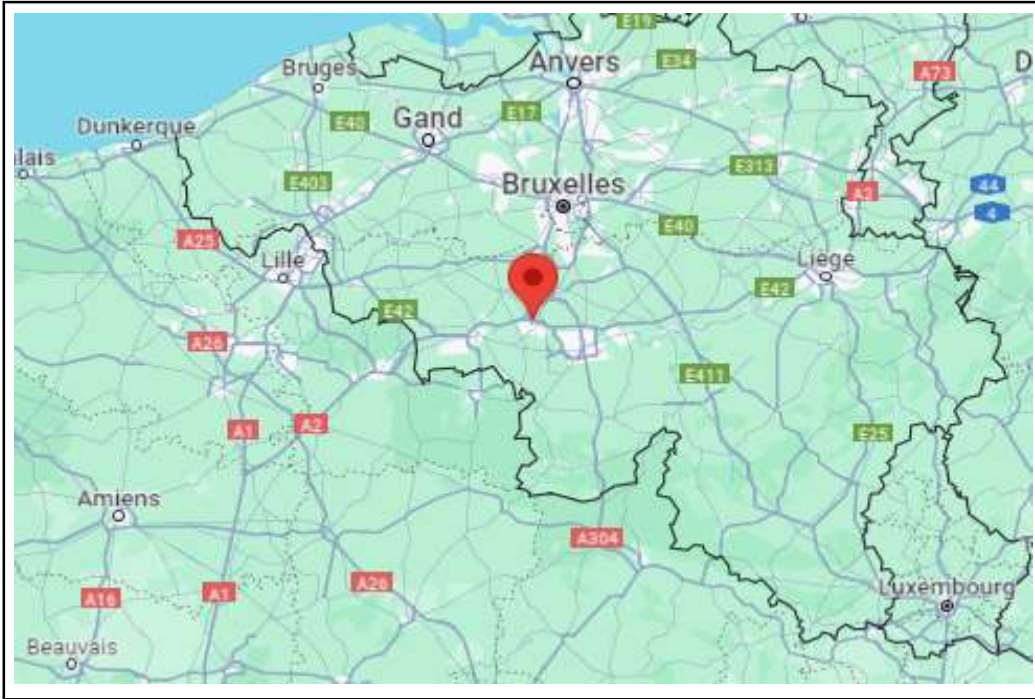 E19
Anvers
E34
A73
D
Bruges
E17
E40
Gand
Dunkerque
alais
E403
Bruxelles
E313
A2
44
4
A25
E40
Lille
Liège
E42
E42
A26
E411
A1
A2
E25
Amiens
A304
A26
A16
A1
Luxembourg
Beauvais